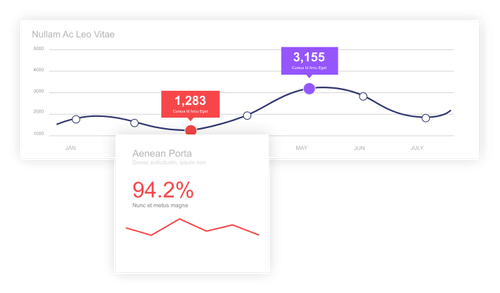 Nullam Ac Leo Vitae
5000
4000
3000
2000
1000
3,155
Cursus Id Arcu Eget
1,283
Cursus Id Arcu Eget
JAN
MAY
JUN
JULY
Aenean Porta
Donec sollicitudin, ipsum non
94.2%
Nunc et metus magna